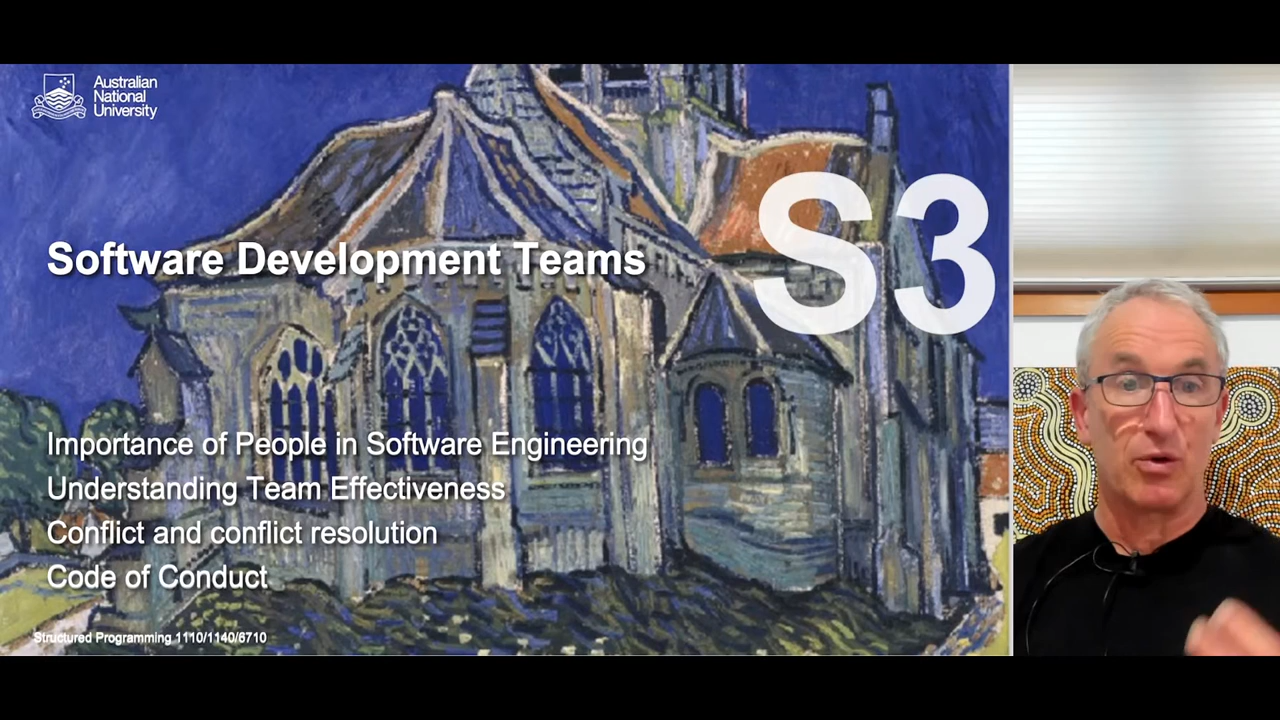 Australian
National
University
S3
Software Development Teams
Importance of People in Software Engineering
Understanding Team Effectiveness
Conflict and conflict resolution
Code of Conduct
Structured Programming 1110/1140/6710